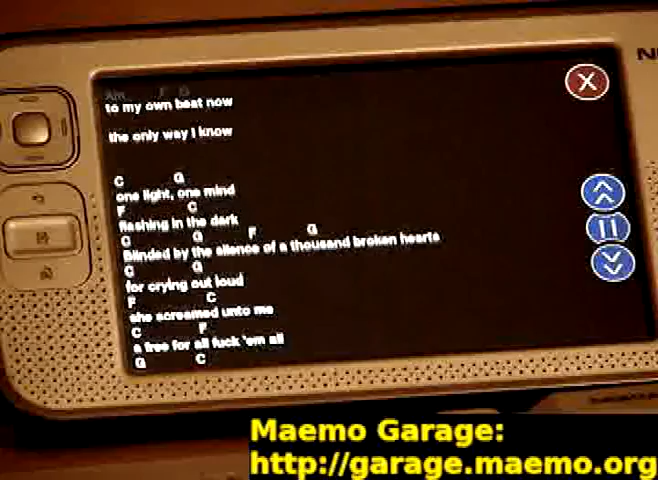 Am F G
to my own beat now
the only way I know
C G
one light, one mind
F C
flashing in the dark
C G F G
Blinded by the silence of a thousand broken hearts
C G
for crying out loud
F C
she screamed unto me
C F
a free for all fuck 'em all
G C
Maemo Garage:
http://garage.maemo.org